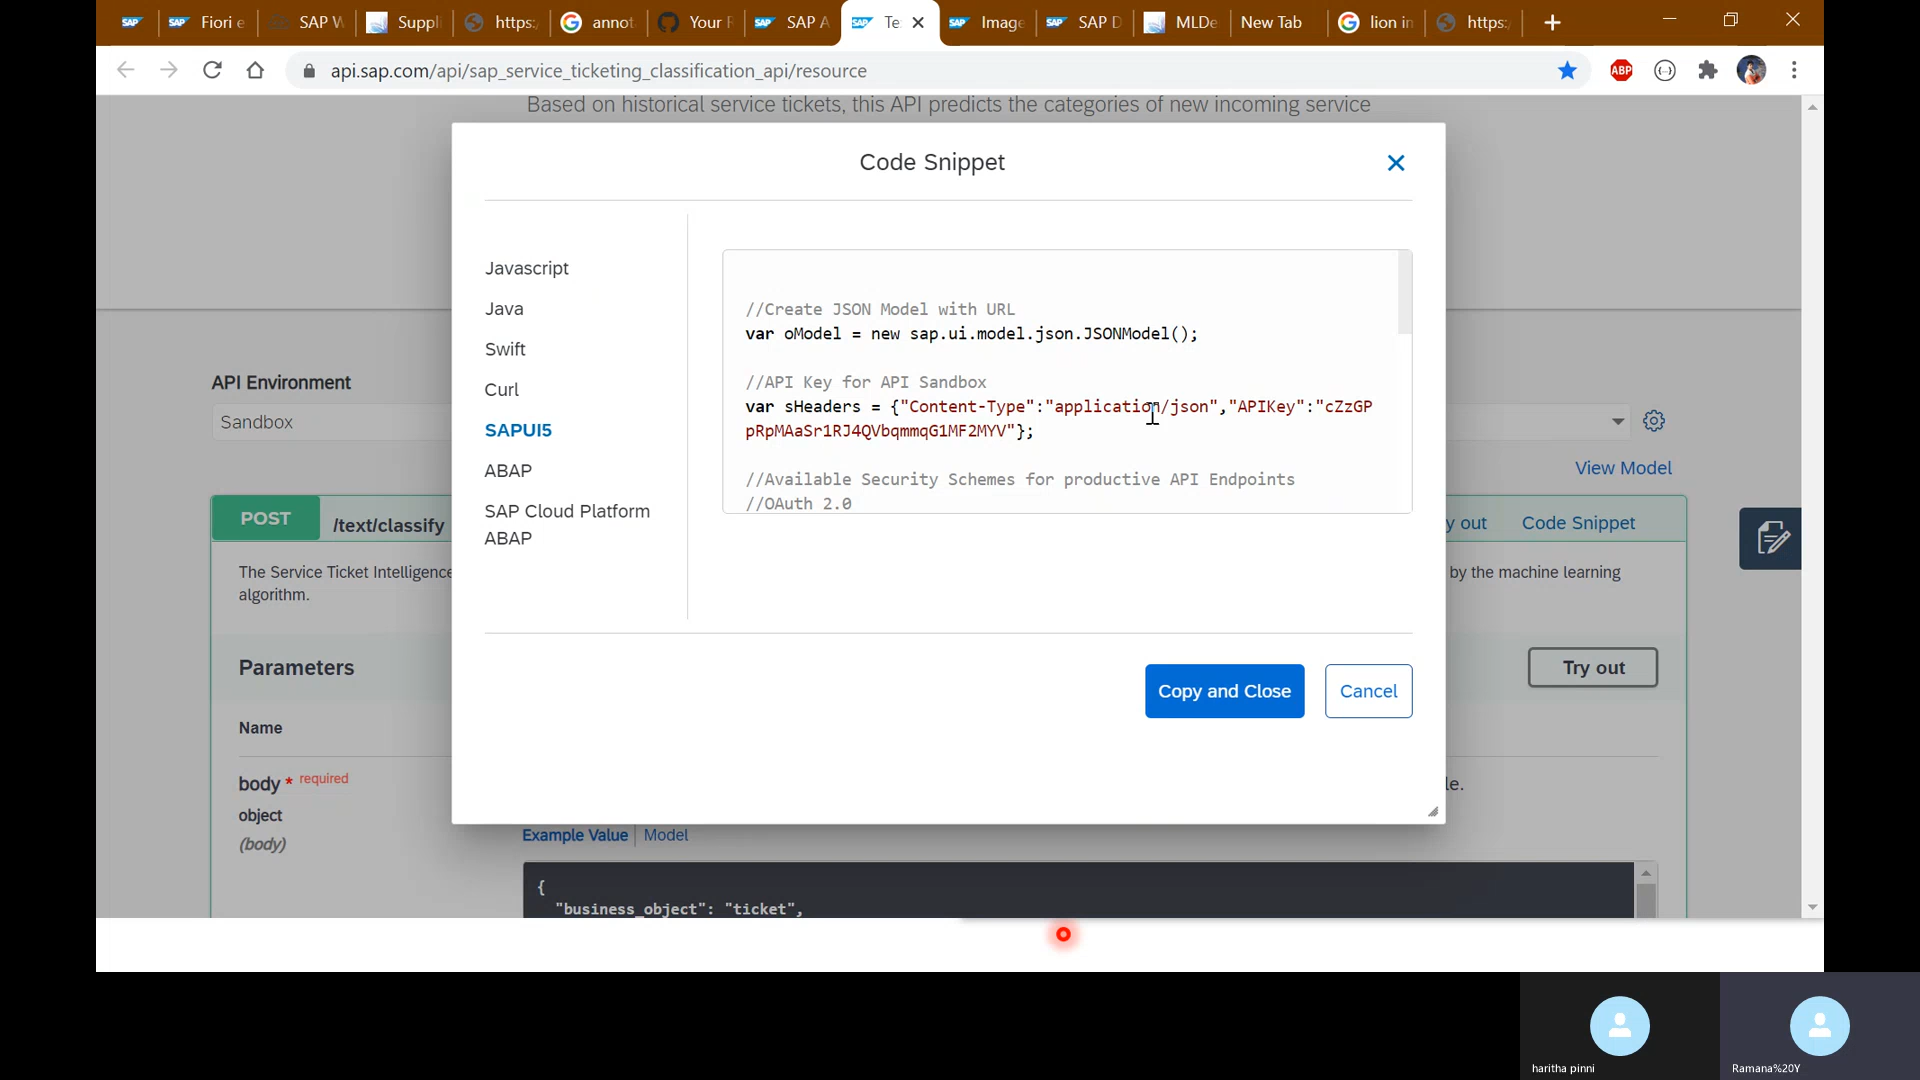 SAP
SAP Fiori e
SAP W
Suppli
https:
annot
Your F
SAP A
Te
Image
SAP D
MLDe
New Tab
lion in
https:
api.sap.com/api/sap_service_ticketing_classification_api/resource
ABP
Based on historical service tickets, this API predicts the categories of new incoming service
Code Snippet
Javascript
Java
Swift
Curl
SAPUI5
ABAP
SAP Cloud Platform
ABAP
//Create JSON Model with URL
var oModel = new sap.ui.model.json.JSONModel();
//API Key for API Sandbox
var sHeaders = {"Content-Type":"application/json","APIKey":"cZzGP
pRpMAaSr1RJ4QVbqmmqG1MF2MYV"};
//Available Security Schemes for productive API Endpoints
//OAuth 2.0
API Environment
Sandbox
View Model
POST
/text/classify
y out
Code Snippet
The Service Ticket Intelligence
by the machine learning
algorithm.
Parameters
Try out
Copy and Close
Cancel
Name
body * required
le.
object
(body)
Example Value
Model
{
"business_object": "ticket",
haritha pinni
Ramana%20Y